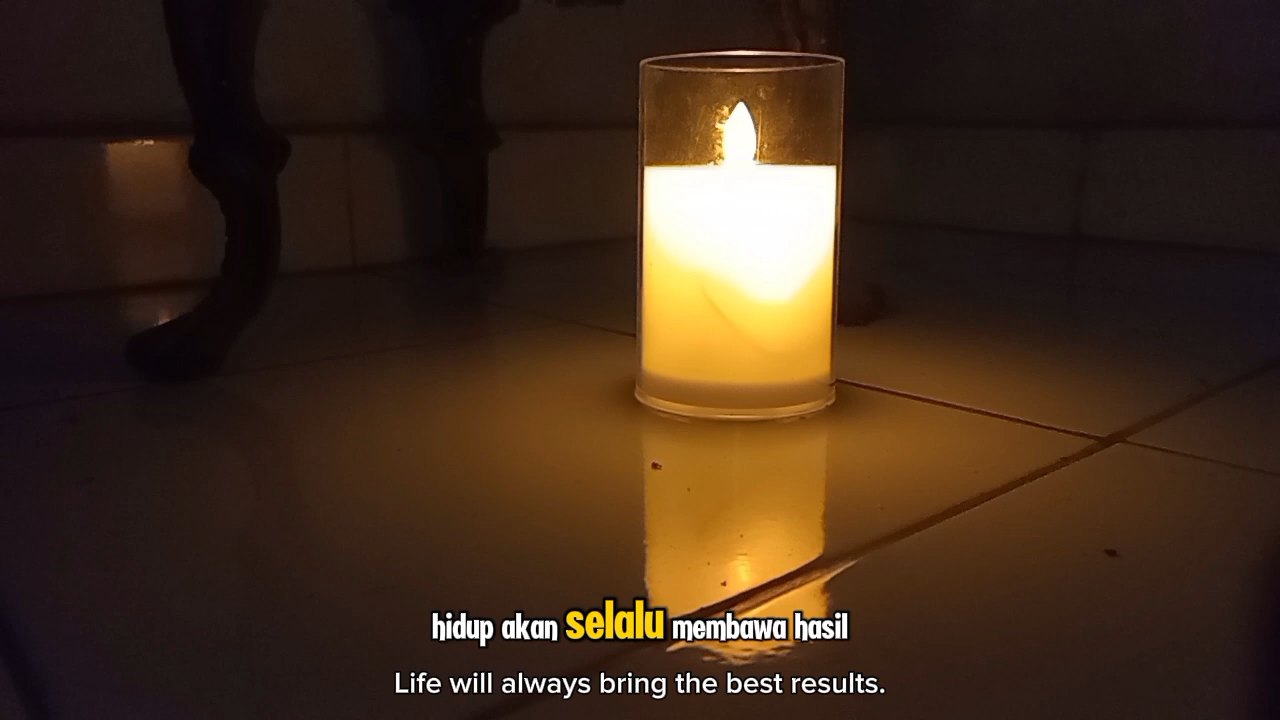 hidup akan selalu membawa hasil
Life will always bring the best results.